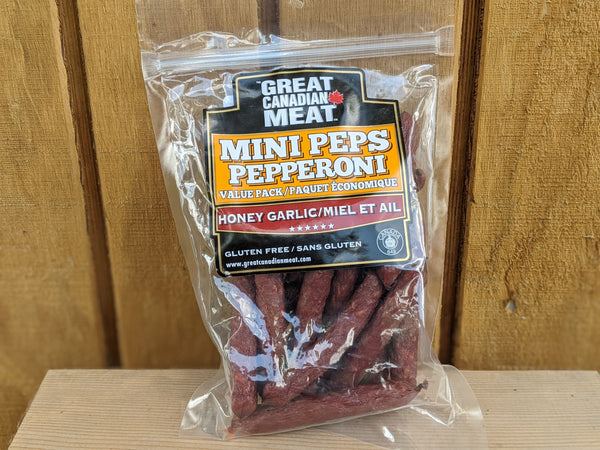 GREAT
CANADIAN
MEAT
MINI PEPS
PEPPERONI
VALUE PACK/PAQUET ÉCONOMIQUE
HONEY GARLIC/MIEL ET AIL
GLUTEN FREE/SANS GLUTEN
www.greatcanadianmeat.com
CANADA